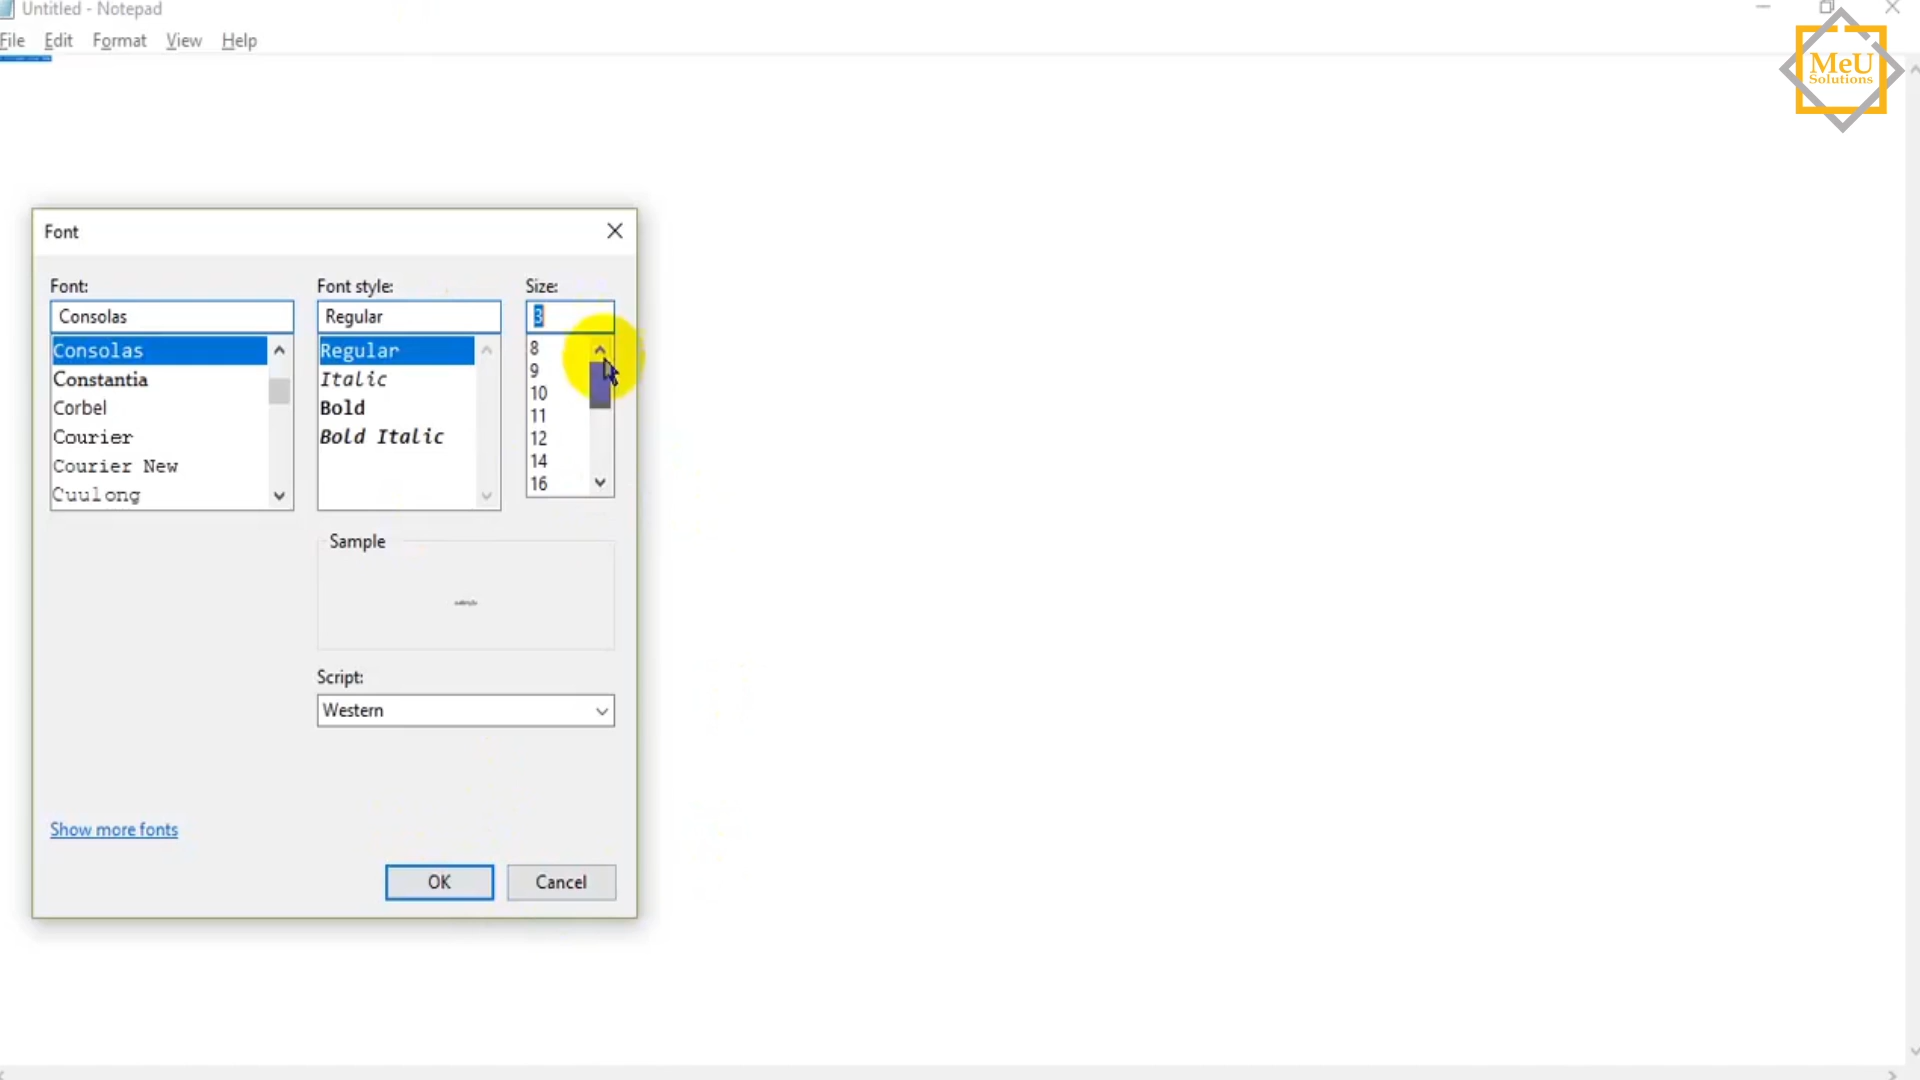 Untitled - Notepad
File Edit Format View Help
MeU
Solutions
Font
Font: Font style: Size:
Consolas Regular 3
Consolas Regular 8
Constantia Italic 9
Corbel Bold 10
Courier Bold Italic 11
Courier New 12
Cuulong 14
16
Sample
Script:
Western
Show more fonts
OK Cancel